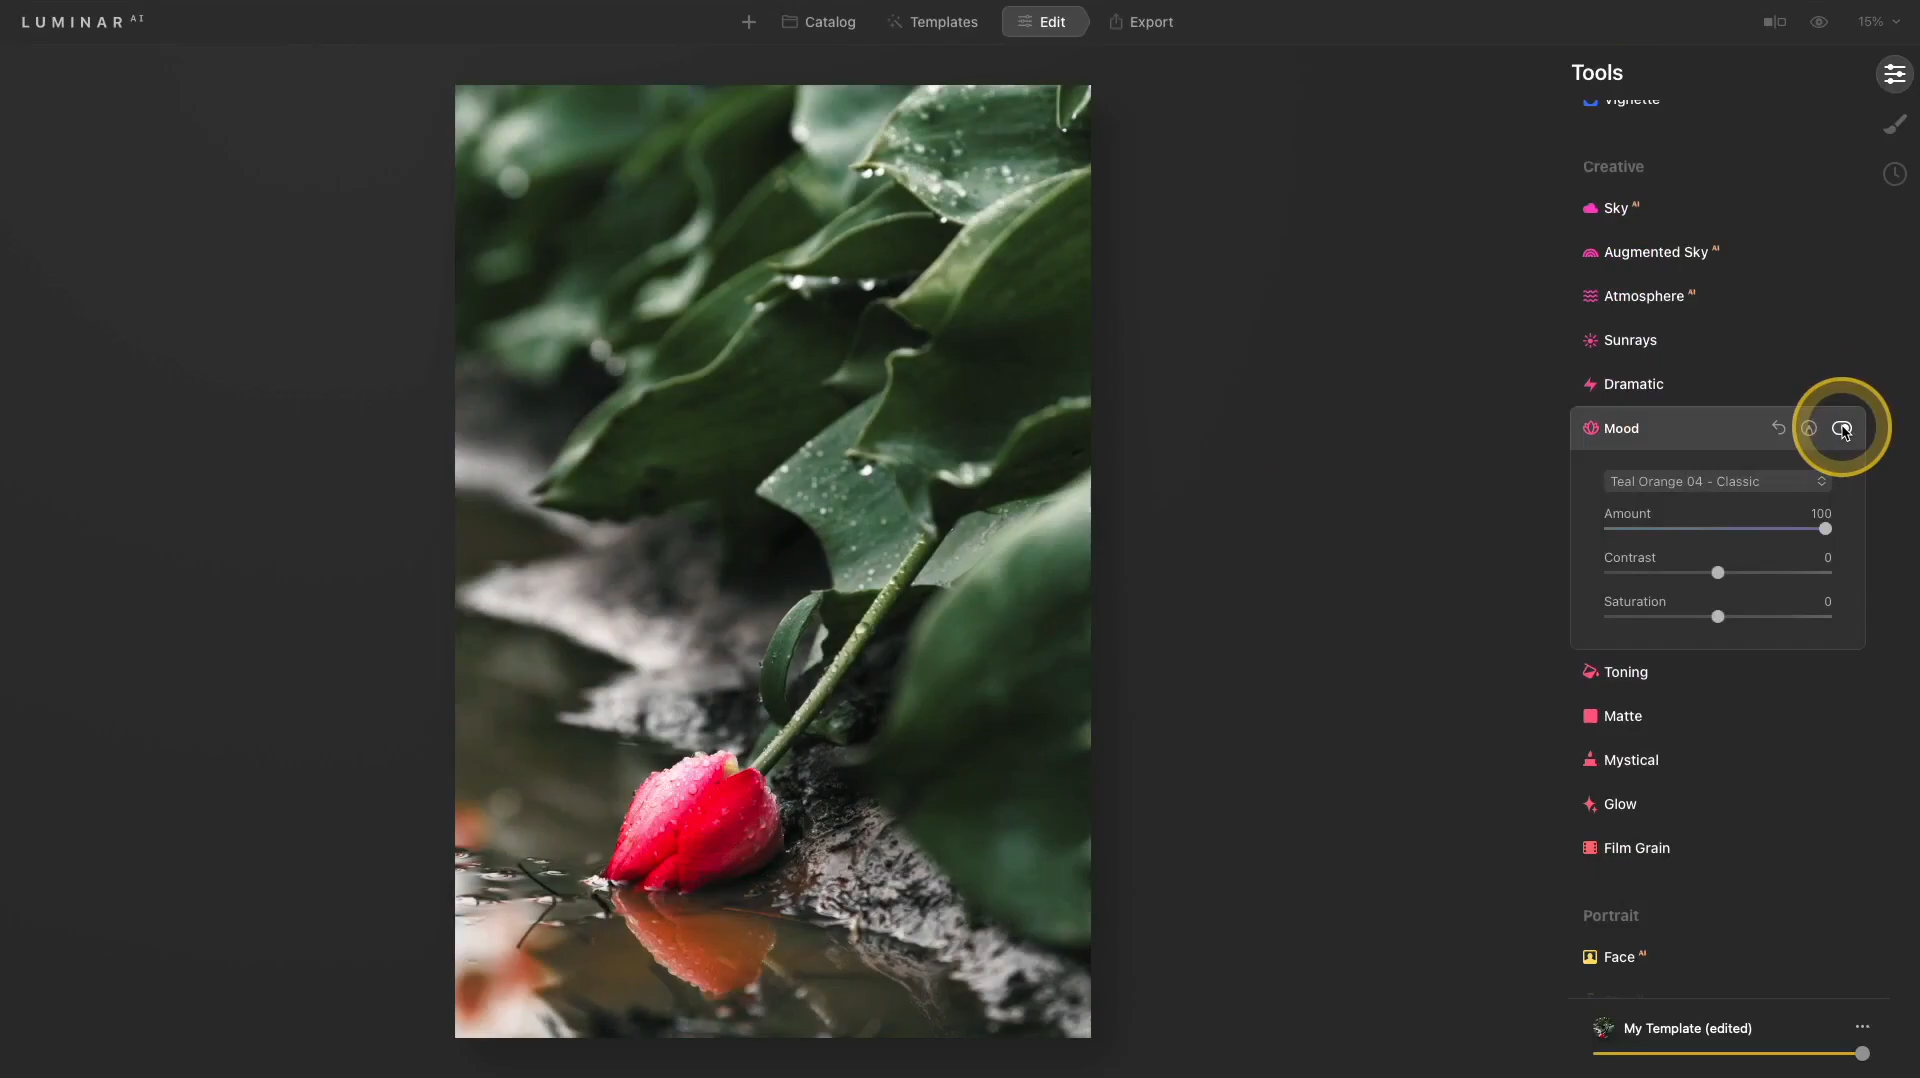 LUMINAR AI
Catalog
Templates
Edit
Export
15%
Tools
Vignette
Creative
Sky AI
Augmented Sky AI
Atmosphere AI
Sunrays
Dramatic
Mood
Teal Orange 04 - Classic
Amount 100
Contrast 0
Saturation 0
Toning
Matte
Mystical
Glow
Film Grain
Portrait
Face AI
My Template (edited)